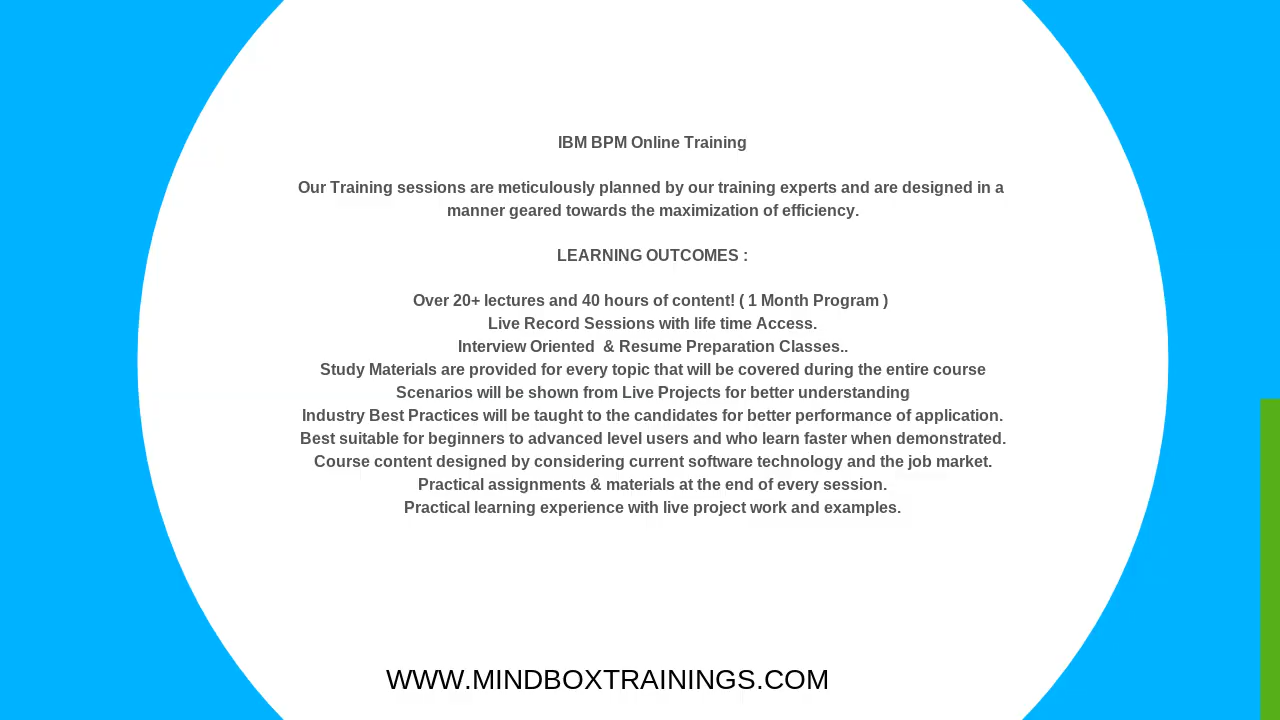 IBM BPM Online Training
Our Training sessions are meticulously planned by our training experts and are designed in a
manner geared towards the maximization of efficiency.
LEARNING OUTCOMES :
Over 20+ lectures and 40 hours of content! ( 1 Month Program )
Live Record Sessions with life time Access.
Interview Oriented  & Resume Preparation Classes..
Study Materials are provided for every topic that will be covered during the entire course
Scenarios will be shown from Live Projects for better understanding
Industry Best Practices will be taught to the candidates for better performance of application.
Best suitable for beginners to advanced level users and who learn faster when demonstrated.
Course content designed by considering current software technology and the job market.
Practical assignments & materials at the end of every session.
Practical learning experience with live project work and examples.
WWW.MINDBOXTRAININGS.COM